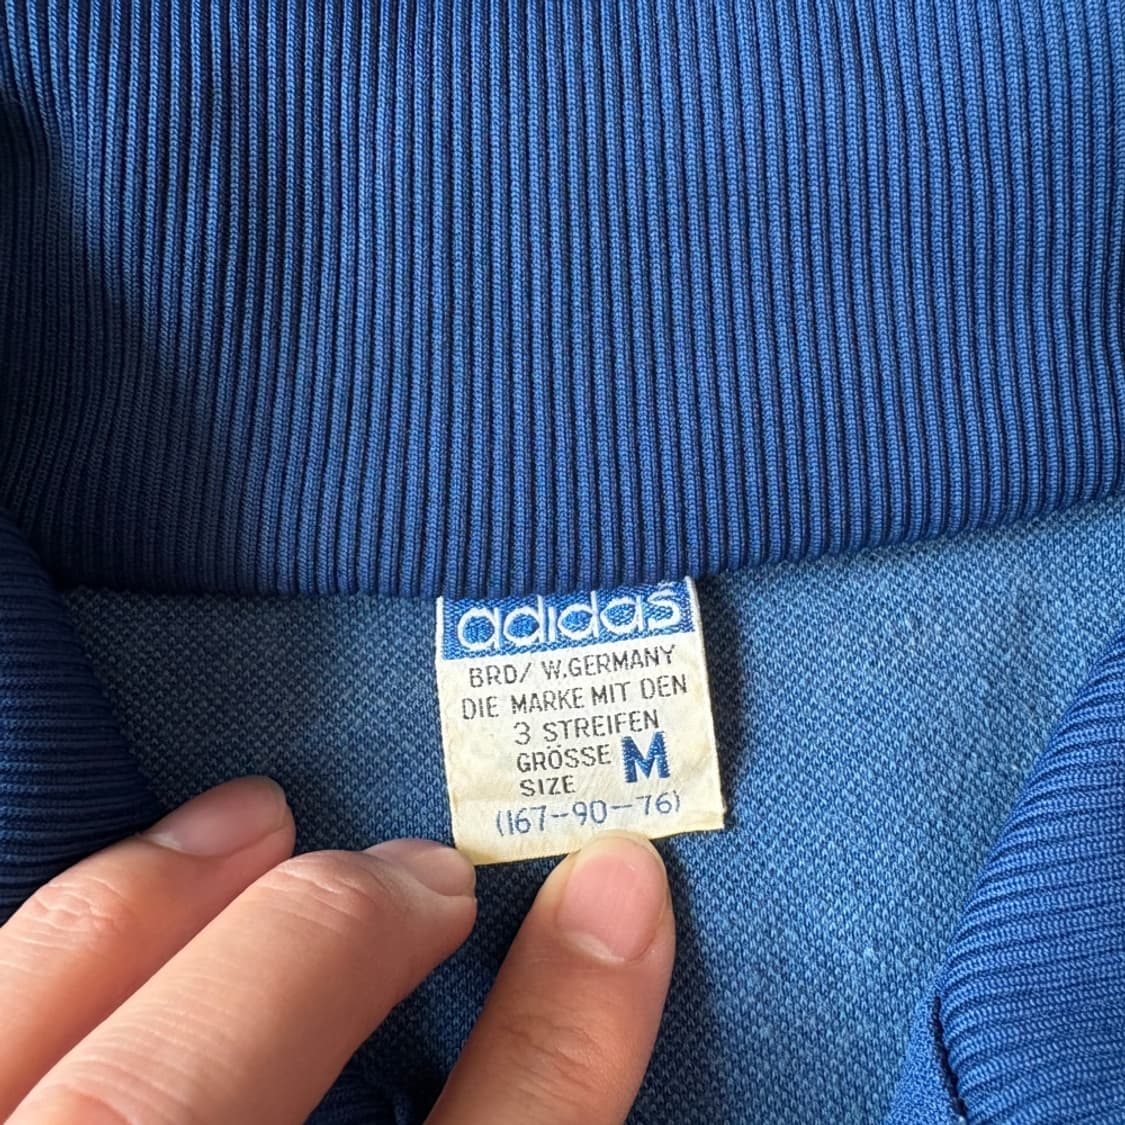 adidas
BRD/ W.GERMANY
DIE MARKE MIT DEN
3 STREIFEN
GRÖSSE M
SIZE
(167-90-76)